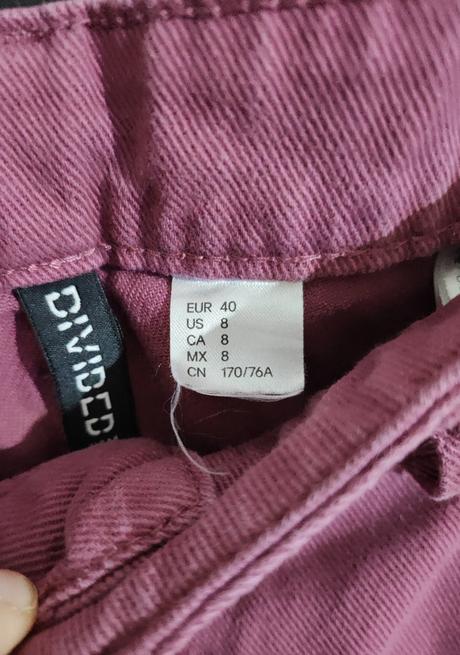 DIVIDED
EUR 40
US 8
CA 8
MX 8
CN 170/76A